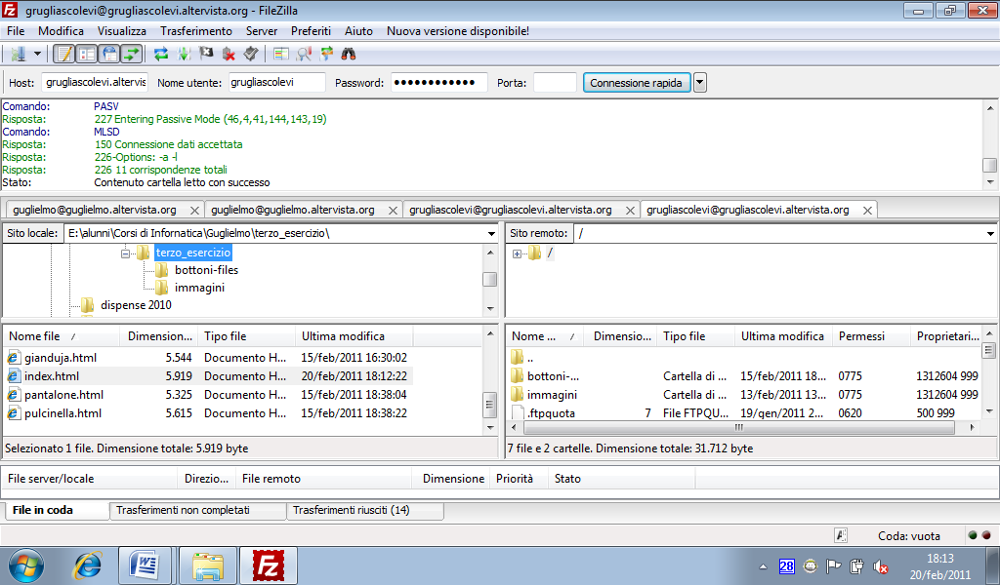 grugliascolevi@grugliascolevi.altervista.org - FileZilla
File Modifica Visualizza Trasferimento Server Preferiti Aiuto Nuova versione disponibile!
Host: grugliascolevi.altervis Nome utente: grugliascolevi Password: ●●●●●●●●●●●● Porta: Connessione rapida
Comando: PASV
Risposta: 227 Entering Passive Mode (46,4,41,144,143,19)
Comando: MLSD
Risposta: 150 Connessione dati accettata
Risposta: 226-Options: -a -l
Risposta: 226 11 corrispondenze totali
Stato: Contenuto cartella letto con successo
guglielmo@guglielmo.altervista.org guglielmo@guglielmo.altervista.org grugliascolevi@grugliascolevi.altervista.org grugliascolevi@grugliascolevi.altervista.org
Sito locale: E:\alunni\Corsi di Informatica\Guglielmo\terzo_esercizio\
terzo_esercizio
bottoni-files
immagini
dispense 2010
Sito remoto: /
/
Nome file / Dimension... Tipo file Ultima modifica
gianduja.html 5.544 Documento H... 15/feb/2011 16:30:02
index.html 5.919 Documento H... 20/feb/2011 18:12:22
pantalone.html 5.325 Documento H... 15/feb/2011 18:38:04
pulcinella.html 5.615 Documento H... 15/feb/2011 18:38:22
Selezionato 1 file. Dimensione totale: 5.919 byte
Nome ... / Dimensio... Tipo file Ultima modifica Permessi Proprietari...
..
bottoni-... Cartella di ... 15/feb/2011 18... 0775 1312604 999
immagini Cartella di ... 13/feb/2011 13... 0775 1312604 999
.ftpquota 7 File FTPQU... 19/gen/2011 2... 0620 500 999
7 file e 2 cartelle. Dimensione totale: 31.712 byte
File server/locale Direzio... File remoto Dimensione Priorità Stato
File in coda Trasferimenti non completati Trasferimenti riusciti (14)
Coda: vuota
28
18:13
20/feb/2011